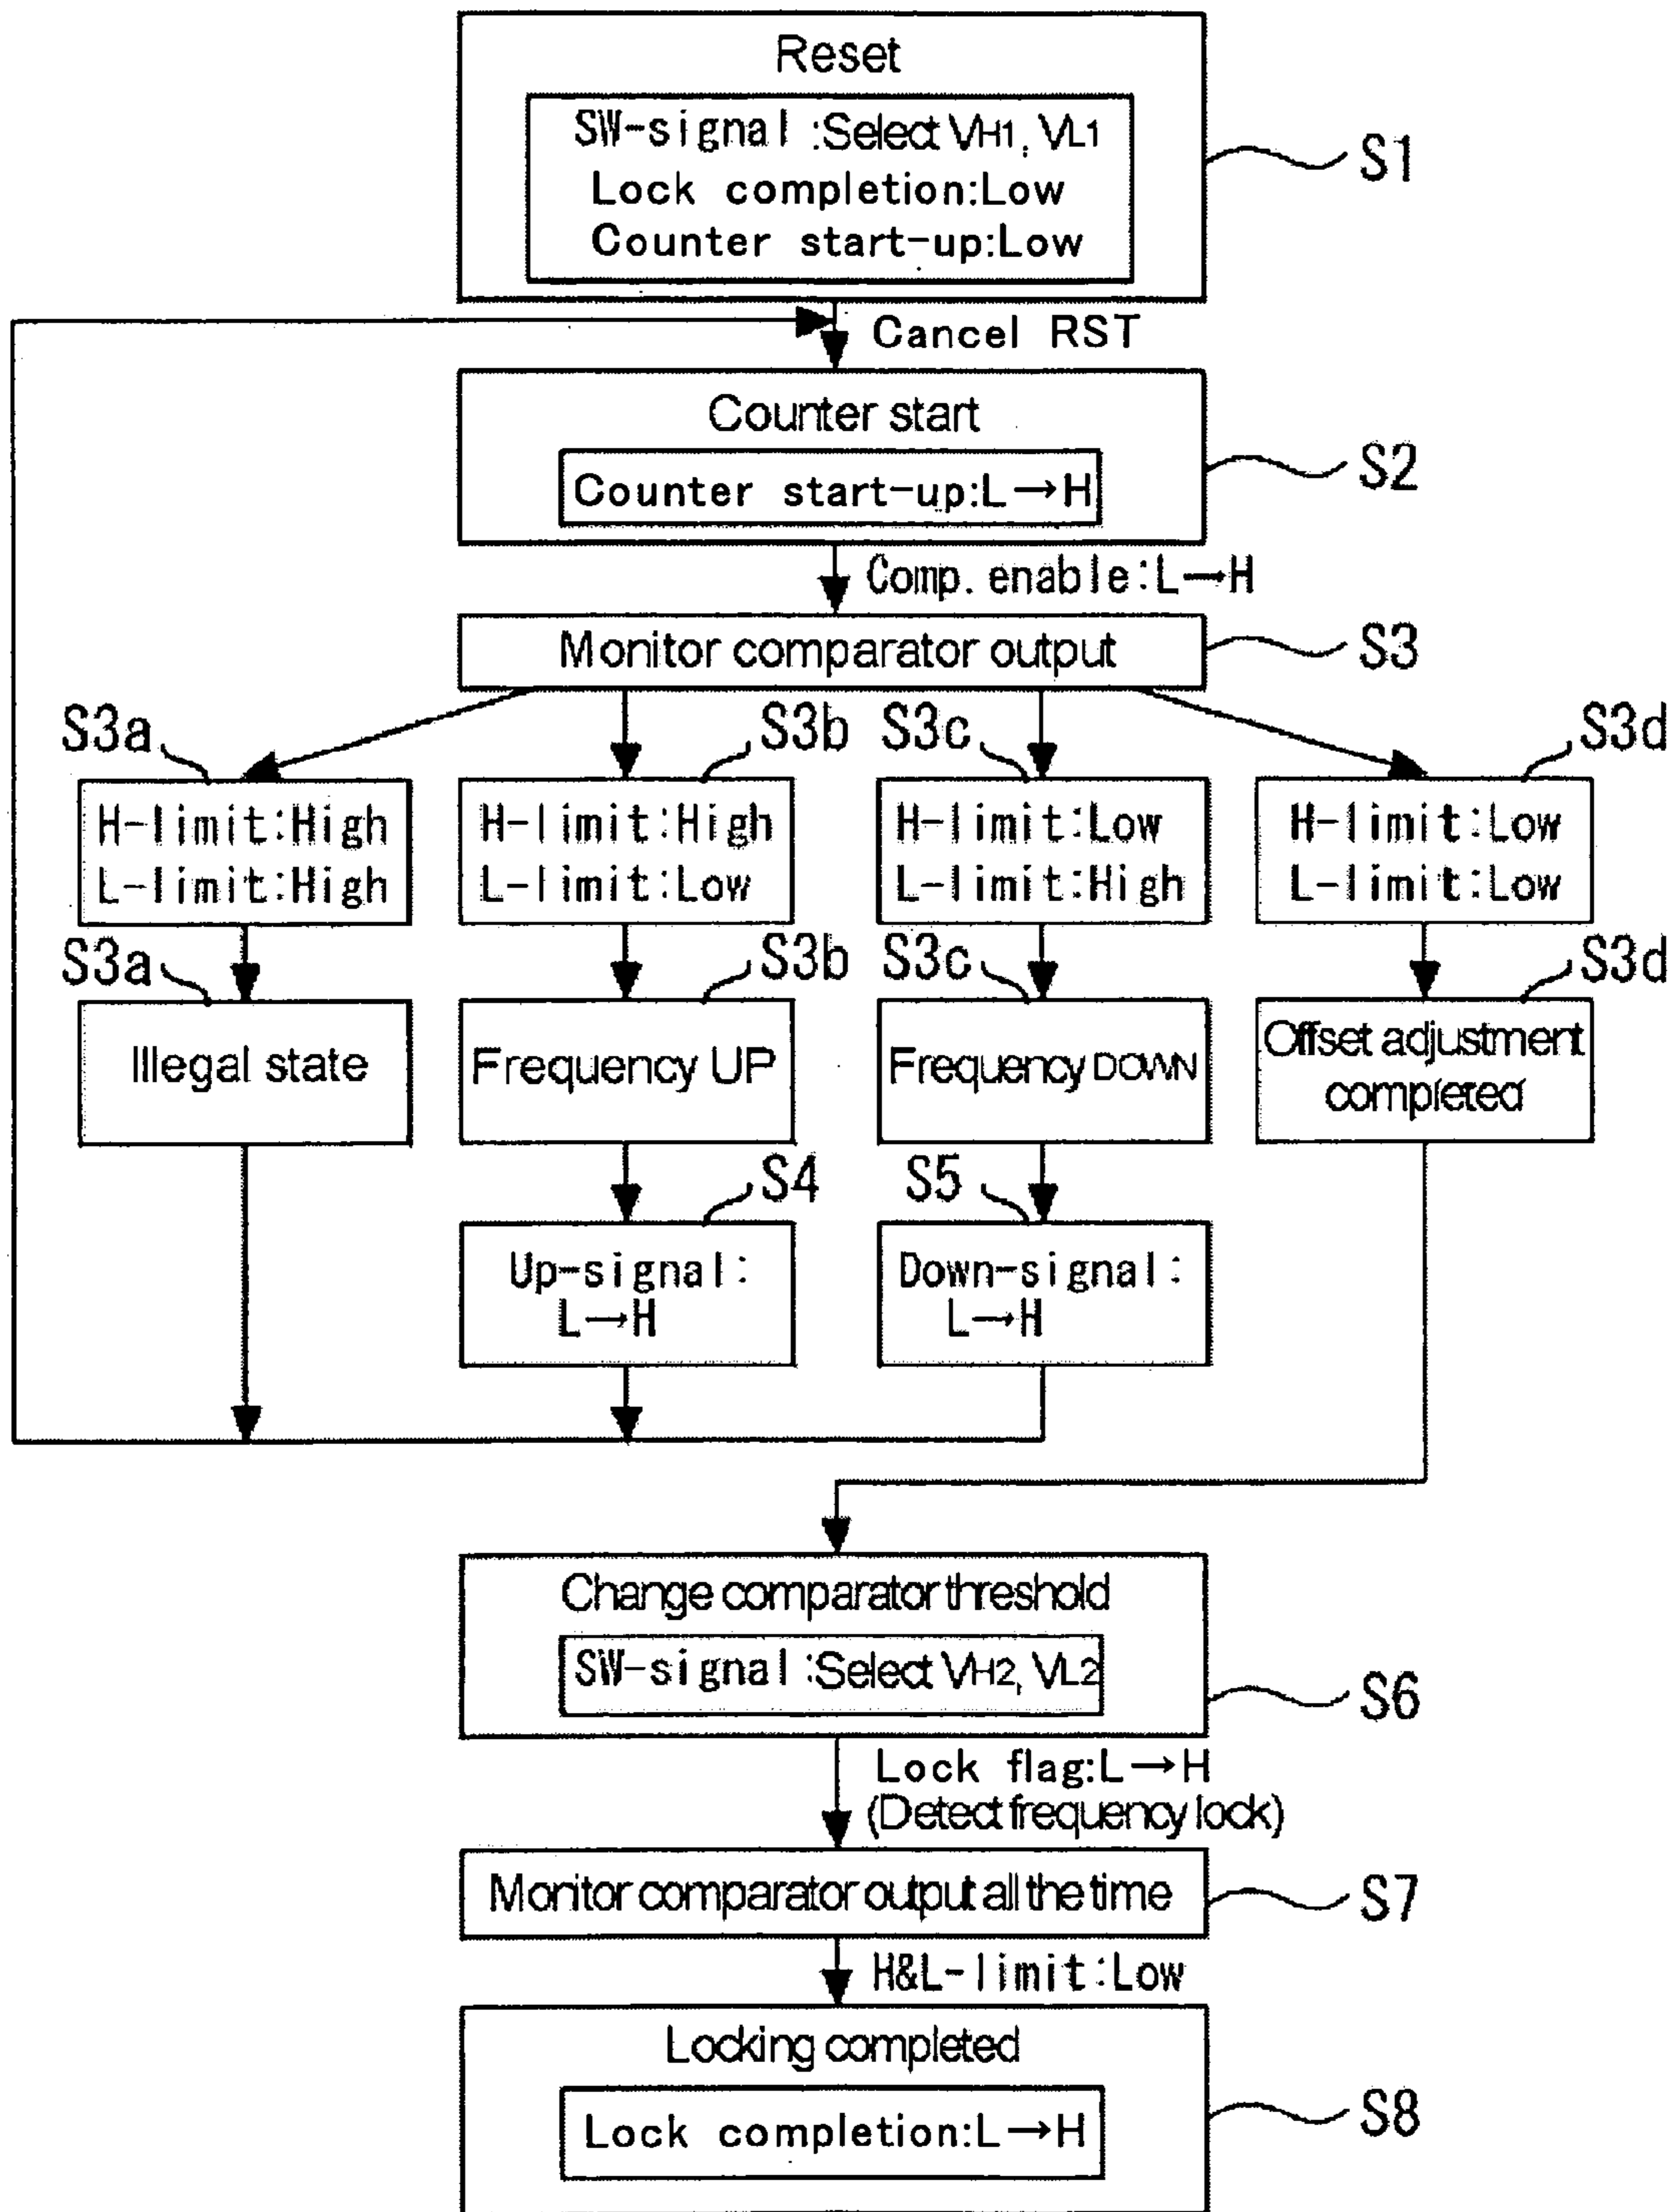 Reset
SW-signal :Select VH1, VL1
Lock completion:Low
Counter start-up:Low
S1
Cancel RST
Counter start
Counter start-up:L→H
S2
Comp. enable:L→H
Monitor comparator output
S3
S3a
S3b
S3c
S3d
H-limit:High
L-limit:High
H-limit:High
L-limit:Low
H-limit:Low
L-limit:High
H-limit:Low
L-limit:Low
S3a
S3b
S3c
S3d
Illegal state
Frequency UP
Frequency DOWN
Offset adjustment
completed
S4
S5
Up-signal:
L→H
Down-signal:
L→H
Change comparator threshold
SW-signal :Select VH2, VL2
S6
Lock flag:L→H
(Detect frequency lock)
Monitor comparator output all the time
S7
H&L-limit:Low
Locking completed
Lock completion:L→H
S8